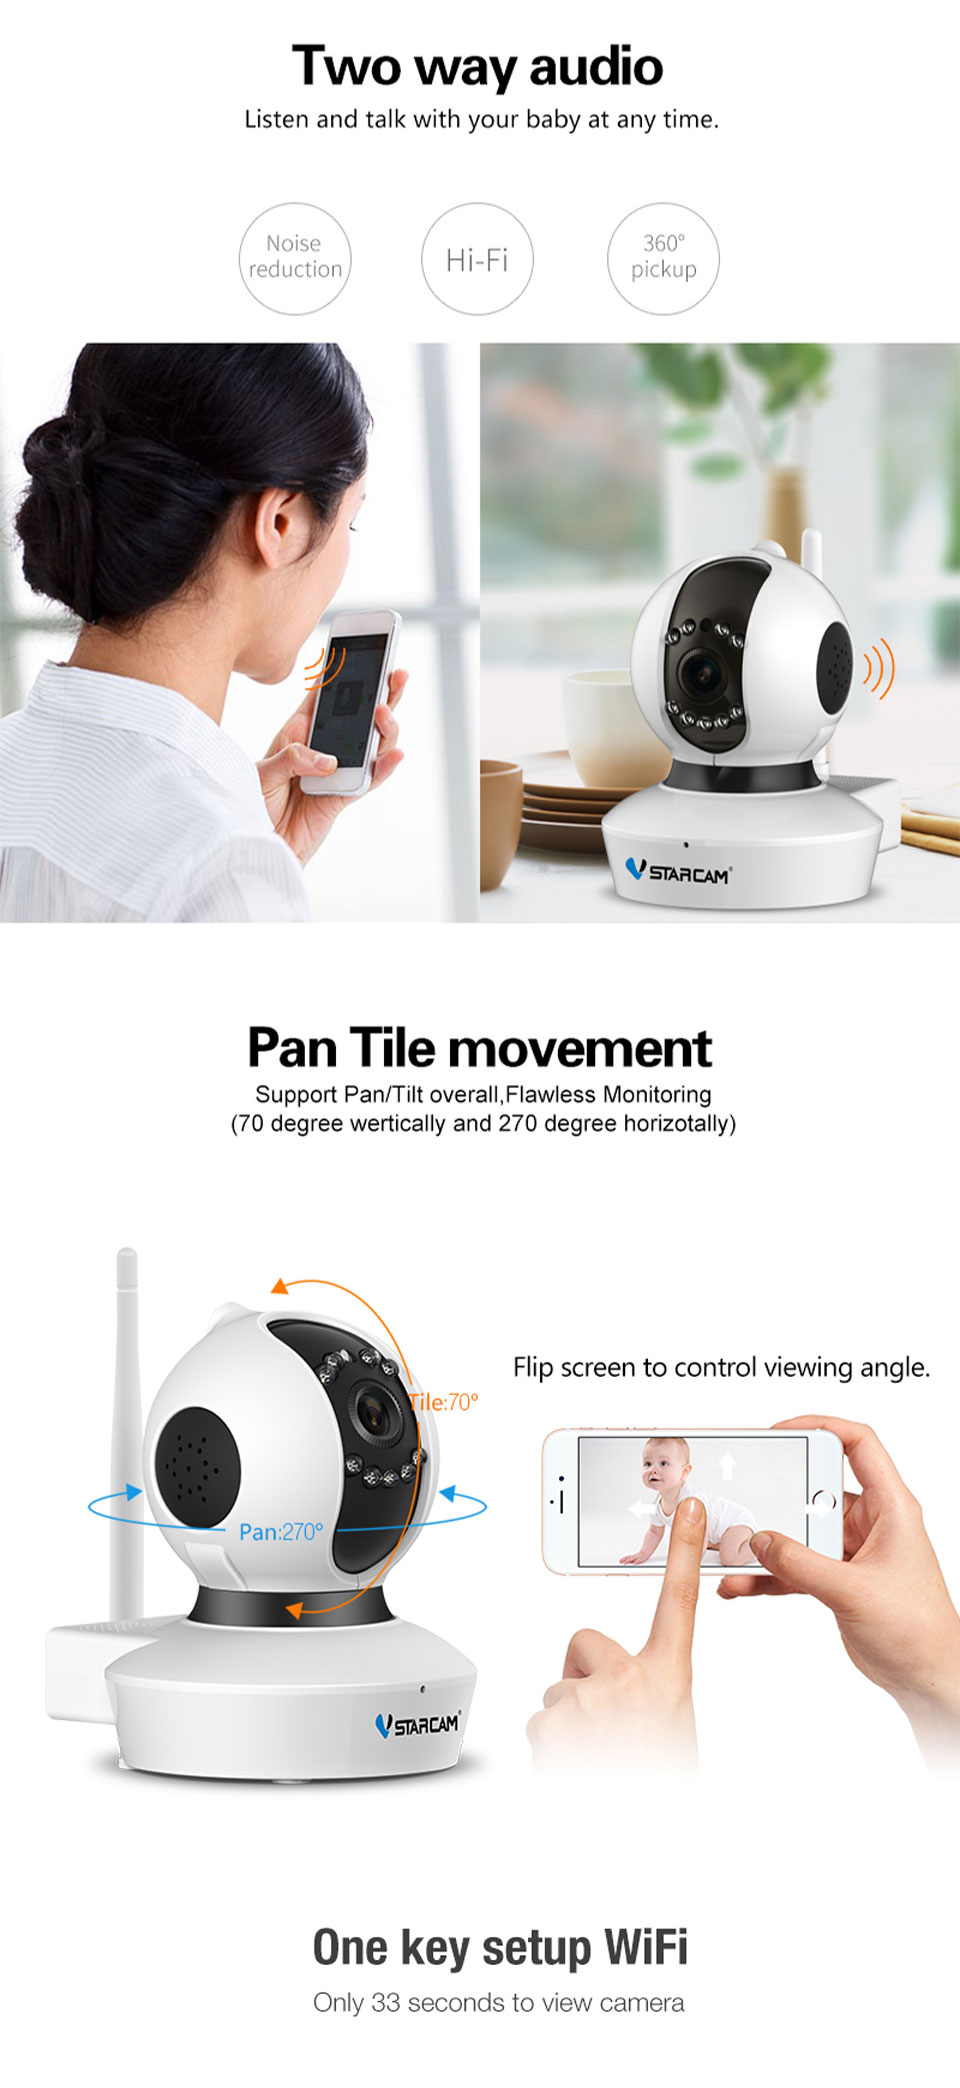 Two way audio
Listen and talk with your baby at any time.
Noise
reduction
Hi-Fi
360°
pickup
VSTARCAM®
Pan Tile movement
Support Pan/Tilt overall,Flawless Monitoring
(70 degree wertically and 270 degree horizotally)
Flip screen to control viewing angle.
Tile:70°
Pan:270°
VSTARCAM®
One key setup WiFi
Only 33 seconds to view camera